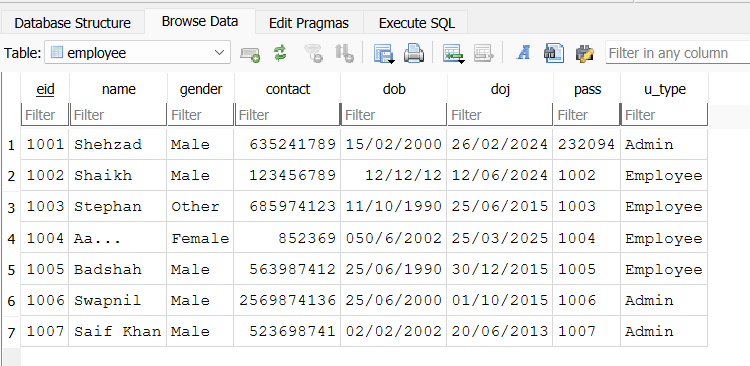 Database Structure Browse Data Edit Pragmas Execute SQL
Table: employee Filter in any column
eid name gender contact dob doj pass u_type
Filter Filter Filter Filter Filter Filter Filter Filter
1 1001 Shehzad Male 635241789 15/02/2000 26/02/2024 232094 Admin
2 1002 Shaikh Male 123456789 12/12/12 12/06/2024 1002 Employee
3 1003 Stephan Other 685974123 11/10/1990 25/06/2015 1003 Employee
4 1004 Aa... Female 852369 050/6/2002 25/03/2025 1004 Employee
5 1005 Badshah Male 563987412 25/06/1990 30/12/2015 1005 Employee
6 1006 Swapnil Male 2569874136 25/06/2000 01/10/2015 1006 Admin
7 1007 Saif Khan Male 523698741 02/02/2002 20/06/2013 1007 Admin